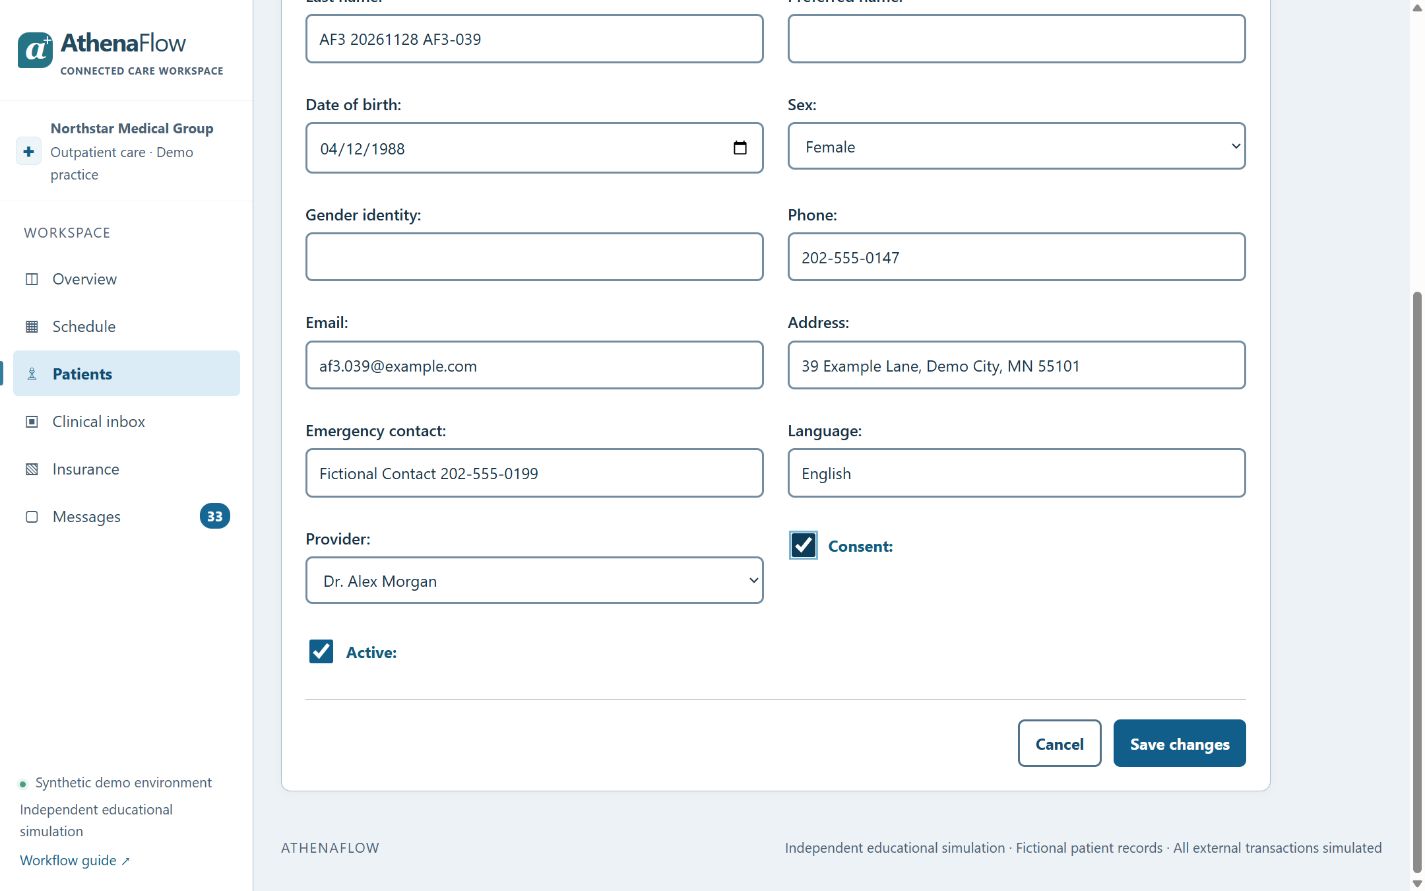 AthenaFlow
CONNECTED CARE WORKSPACE
Northstar Medical Group
Outpatient care · Demo
practice
WORKSPACE
Overview
Schedule
Patients
Clinical inbox
Insurance
Messages 33
Synthetic demo environment
Independent educational
simulation
Workflow guide ↗
AF3 20261128 AF3-039
Date of birth:
04/12/1988
Sex:
Female
Gender identity:
Phone:
202-555-0147
Email:
af3.039@example.com
Address:
39 Example Lane, Demo City, MN 55101
Emergency contact:
Fictional Contact 202-555-0199
Language:
English
Provider:
Dr. Alex Morgan
Consent:
Active:
Cancel
Save changes
ATHENAFLOW
Independent educational simulation · Fictional patient records · All external transactions simulated